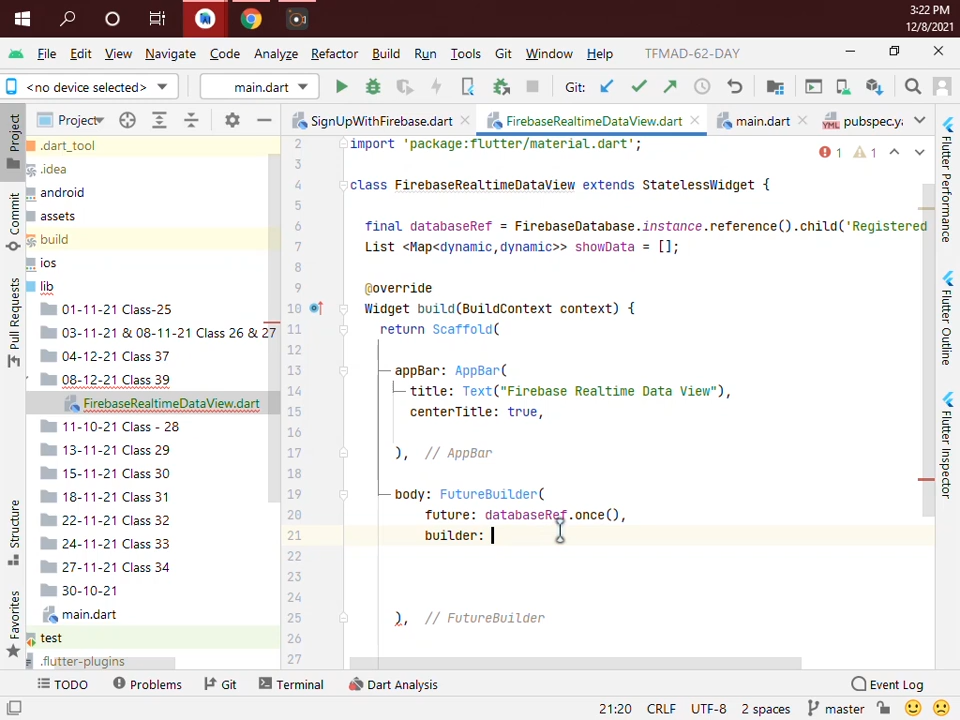 3:22 PM
12/8/2021
File Edit View Navigate Code Analyze Refactor Build Run Tools Git Window Help TFMAD-62-DAY
<no device selected> main.dart Git:
Project SignUpWithFirebase.dart FirebaseRealtimeDataView.dart main.dart pubspec.ya
Project
Commit
Pull Requests
Structure
Favorites
.dart_tool
.idea
android
assets
build
ios
lib
01-11-21 Class-25
03-11-21 & 08-11-21 Class 26 & 27
04-12-21 Class 37
08-12-21 Class 39
FirebaseRealtimeDataView.dart
11-10-21 Class - 28
13-11-21 Class 29
15-11-21 Class 30
18-11-21 Class 31
22-11-21 Class 32
24-11-21 Class 33
27-11-21 Class 34
30-10-21
main.dart
test
.flutter-plugins
1 1
2 import 'package:flutter/material.dart';
3
4 class FirebaseRealtimeDataView extends StatelessWidget {
5
6 final databaseRef = FirebaseDatabase.instance.reference().child('Registered
7 List <Map<dynamic,dynamic>> showData = [];
8
9 @override
10 Widget build(BuildContext context) {
11 return Scaffold(
12
13 appBar: AppBar(
14 title: Text("Firebase Realtime Data View"),
15 centerTitle: true,
16
17 ), // AppBar
18
19 body: FutureBuilder(
20 future: databaseRef.once(),
21 builder:
22
23
24
25 ), // FutureBuilder
26
27
Flutter Performance
Flutter Outline
Flutter Inspector
TODO Problems Git Terminal Dart Analysis Event Log
21:20 CRLF UTF-8 2 spaces master